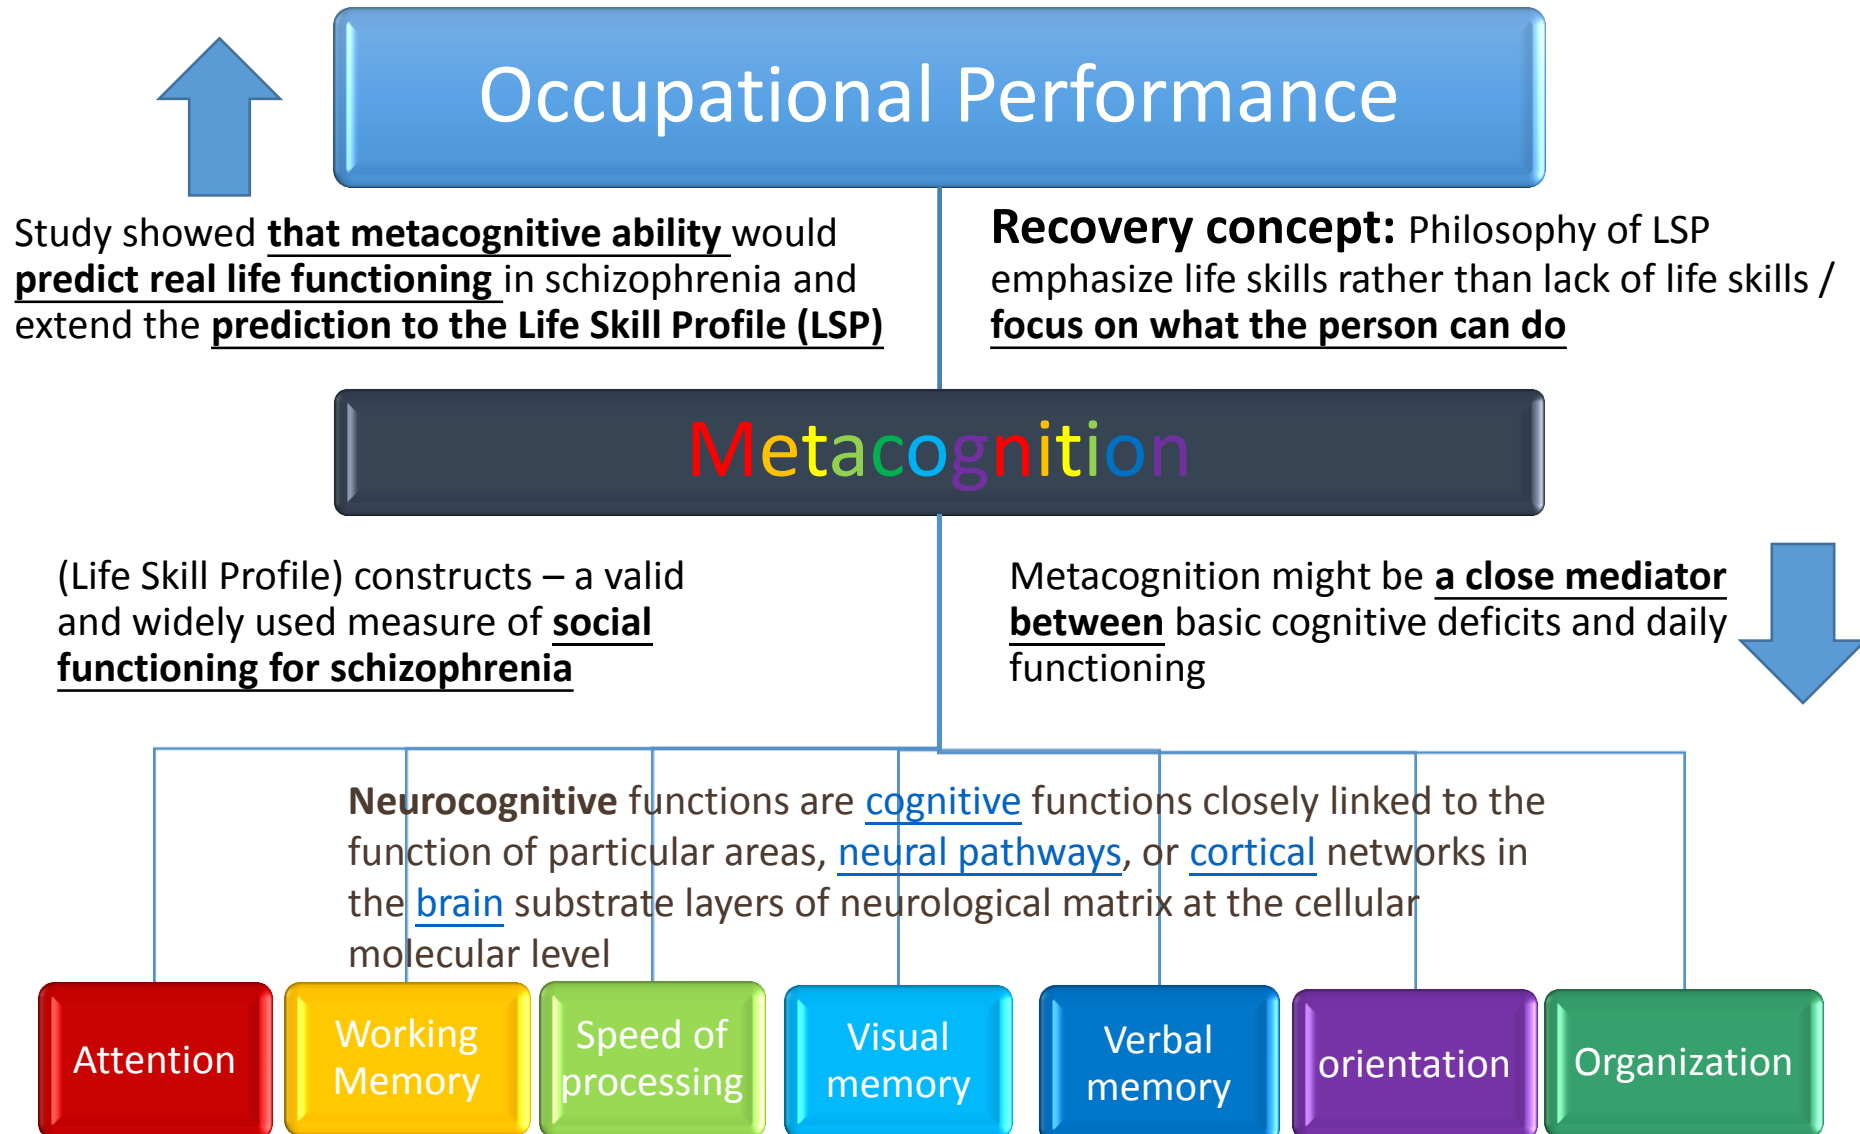 Occupational Performance
Study showed that metacognitive ability would
predict real life functioning in schizophrenia and
extend the prediction to the Life Skill Profile (LSP)
Recovery concept: Philosophy of LSP
emphasize life skills rather than lack of life skills /
focus on what the person can do
Metacognition
(Life Skill Profile) constructs – a valid
and widely used measure of social
functioning for schizophrenia
Metacognition might be a close mediator
between basic cognitive deficits and daily
functioning
Neurocognitive functions are cognitive functions closely linked to the
function of particular areas, neural pathways, or cortical networks in
the brain substrate layers of neurological matrix at the cellular
molecular level
Attention
Working
Memory
Speed of
processing
Visual
memory
Verbal
memory
orientation
Organization